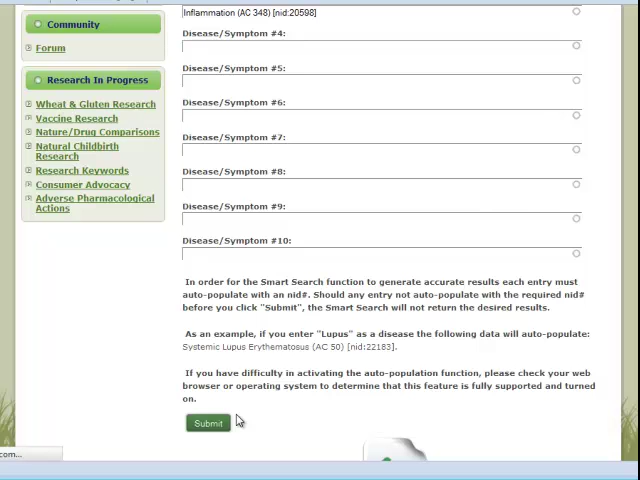 Community
Forum
Research In Progress
Wheat & Gluten Research
Vaccine Research
Nature/Drug Comparisons
Natural Childbirth
Research
Research Keywords
Consumer Advocacy
Adverse Pharmacological
Actions
Inflammation (AC 348) [nid:20598]
Disease/Symptom #4:
Disease/Symptom #5:
Disease/Symptom #6:
Disease/Symptom #7:
Disease/Symptom #8:
Disease/Symptom #9:
Disease/Symptom #10:
In order for the Smart Search function to generate accurate results each entry must
auto-populate with an nid#. Should any entry not auto-populate with the required nid#
before you click "Submit", the Smart Search will not return the desired results.
As an example, if you enter "Lupus" as a disease the following data will auto-populate:
Systemic Lupus Erythematosus (AC 50) [nid:22183].
If you have difficulty in activating the auto-population function, please check your web
browser or operating system to determine that this feature is fully supported and turned
on.
Submit
com...